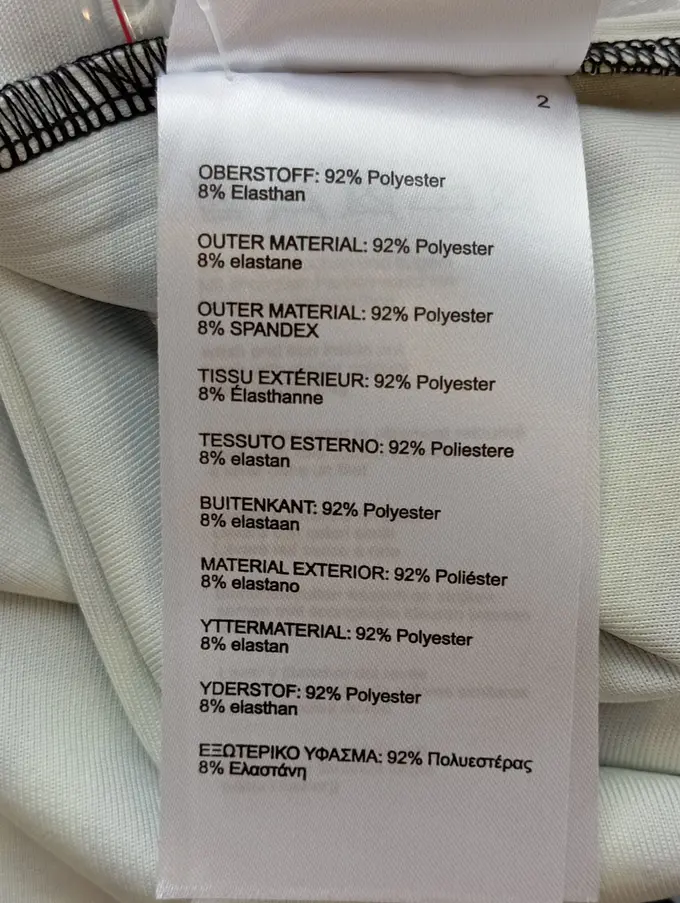 2
OBERSTOFF: 92% Polyester
8% Elasthan
OUTER MATERIAL: 92% Polyester
8% elastane
OUTER MATERIAL: 92% Polyester
8% SPANDEX
TISSU EXTÉRIEUR: 92% Polyester
8% Élasthanne
TESSUTO ESTERNO: 92% Poliestere
8% elastan
BUITENKANT: 92% Polyester
8% elastaan
MATERIAL EXTERIOR: 92% Poliéster
8% elastano
YTTERMATERIAL: 92% Polyester
8% elastan
YDERSTOF: 92% Polyester
8% elasthan
ΕΞΩΤΕΡΙΚΟ ΥΦΑΣΜΑ: 92% Πολυεστέρας
8% Ελαστάνη